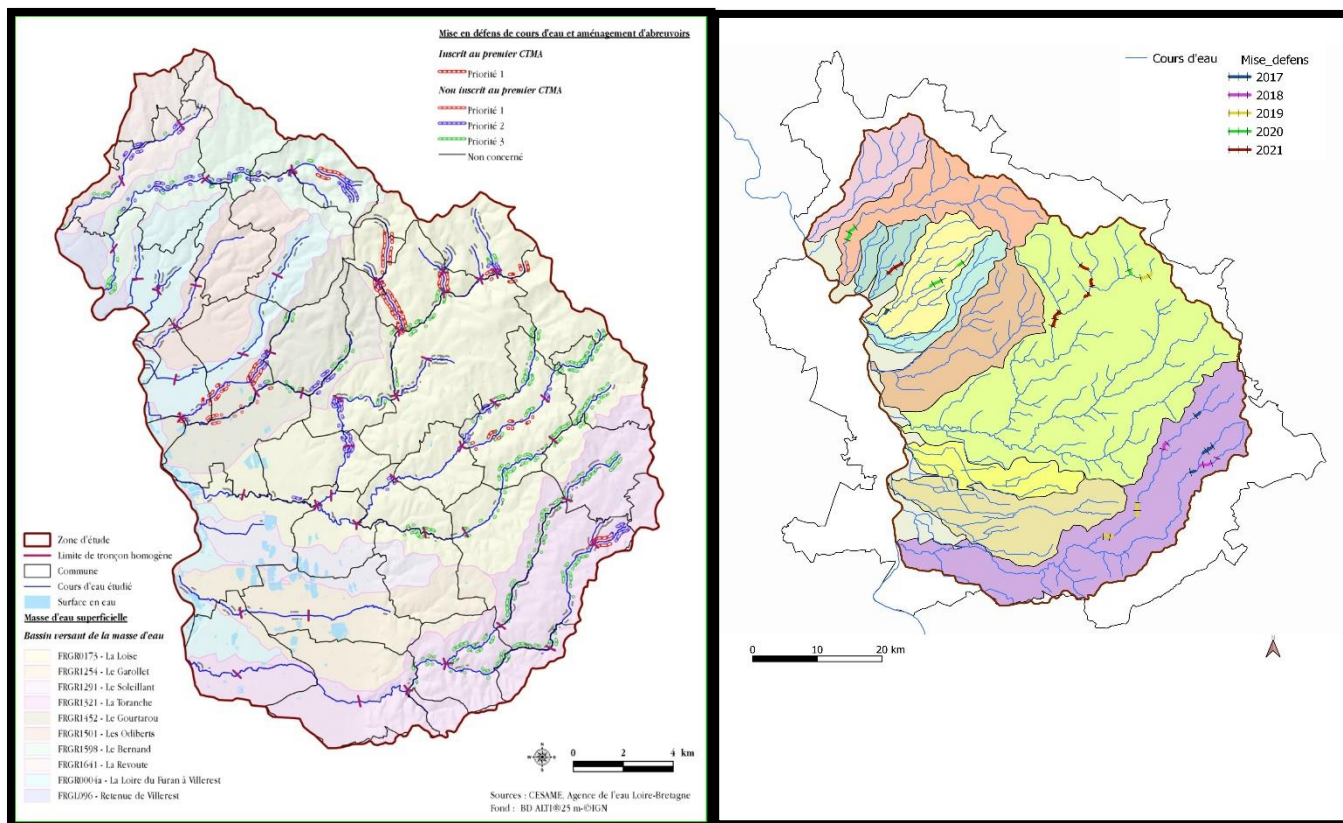 Mise en défens de cours d'eau et aménagement d'abreuvoirs
Inscrit au premier CTMA
Priorité 1
Non inscrit au premier CTMA
Priorité 1
Priorité 2
Priorité 3
Non concerné
Zone d'étude
Limite de tronçon homogène
Commune
Cours d'eau étudié
Surface en eau
Masse d'eau superficielle
Bassin versant de la masse d'eau
FRGR0173 - La Loise
FRGR1254 - Le Garollet
FRGR1291 - Le Soleillant
FRGR1321 - La Toranche
FRGR1452 - Le Gourtarou
FRGR1501 - Les Odiberts
FRGR1598 - Le Bernand
FRGR1641 - La Revoute
FRGR0004a - La Loire du Furan à Villerest
FRGL096 - Retenue de Villerest
0 2 4 km
Sources : CESAME, Agence de l'eau Loire-Bretagne
Fond : BD ALTI®25 m-©IGN
Cours d'eau
Mise_defens
2017
2018
2019
2020
2021
0 10 20 km